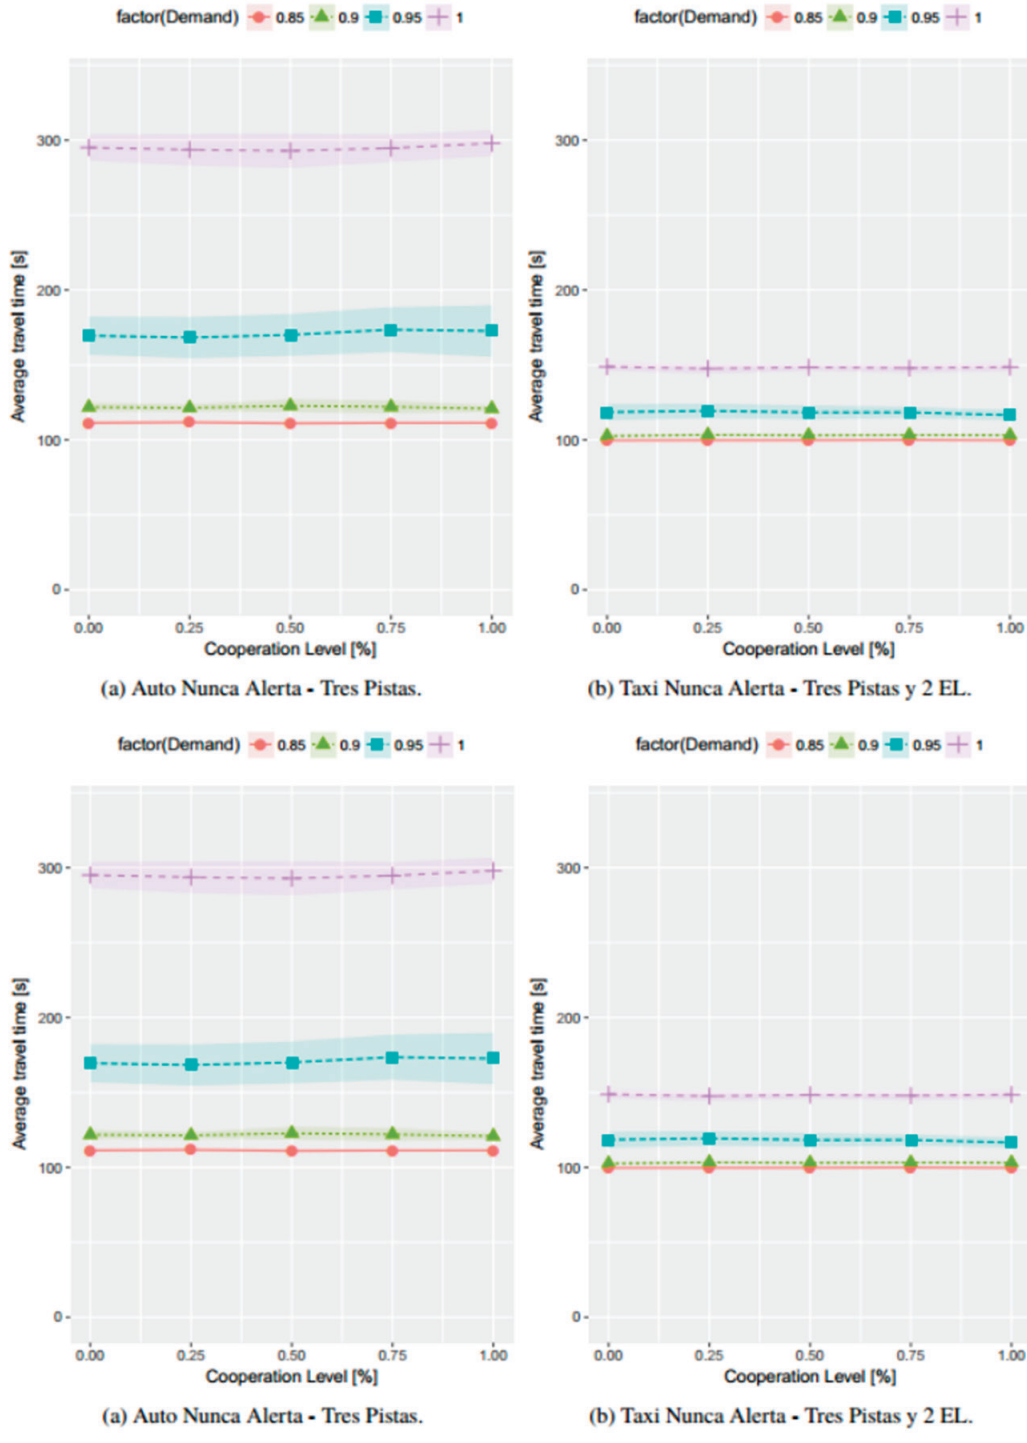 factor(Demand) 0.85 0.9 0.95 1
factor(Demand) 0.85 0.9 0.95 1
Average travel time [s]
300
200
100
0
0.00 0.25 0.50 0.75 1.00
Cooperation Level [%]
(a) Auto Nunca Alerta - Tres Pistas.
Average travel time [s]
300
200
100
0
0.00 0.25 0.50 0.75 1.00
Cooperation Level [%]
(b) Taxi Nunca Alerta - Tres Pistas y 2 EL.
factor(Demand) 0.85 0.9 0.95 1
factor(Demand) 0.85 0.9 0.95 1
Average travel time [s]
300
200
100
0
0.00 0.25 0.50 0.75 1.00
Cooperation Level [%]
(a) Auto Nunca Alerta - Tres Pistas.
Average travel time [s]
300
200
100
0
0.00 0.25 0.50 0.75 1.00
Cooperation Level [%]
(b) Taxi Nunca Alerta - Tres Pistas y 2 EL.